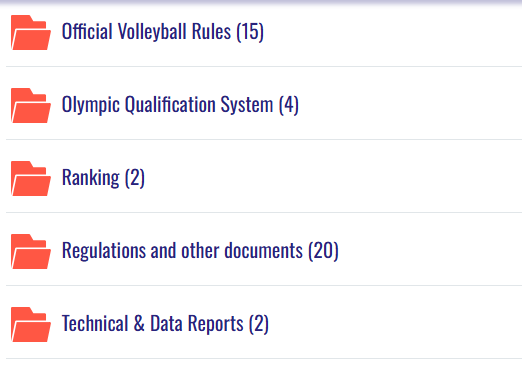 Official Volleyball Rules (15)
Olympic Qualification System (4)
Ranking (2)
Regulations and other documents (20)
Technical & Data Reports (2)